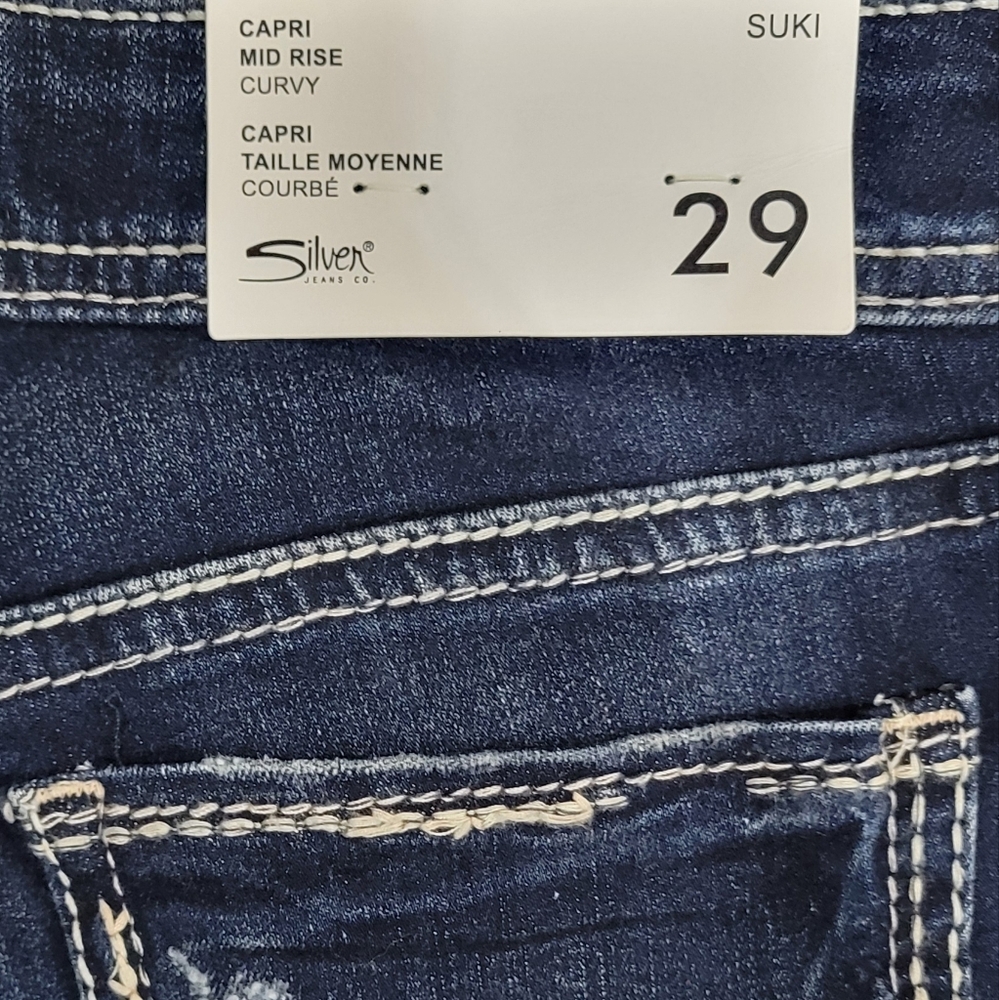 CAPRI
MID RISE
CURVY
SUKI
CAPRI
TAILLE MOYENNE
COURBÉ
29
Silver®
JEANS CO.